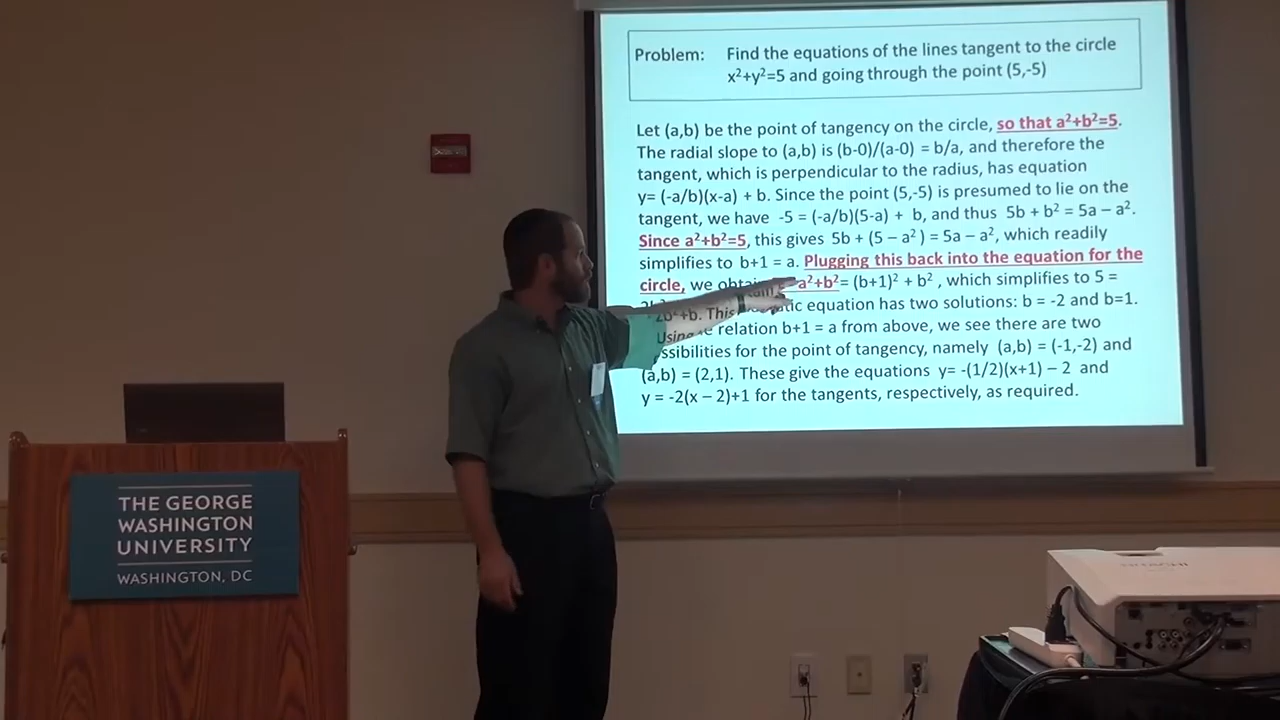 Problem: Find the equations of the lines tangent to the circle
x²+y²=5 and going through the point (5,-5)
Let (a,b) be the point of tangency on the circle, so that a²+b²=5.
The radial slope to (a,b) is (b-0)/(a-0) = b/a, and therefore the
tangent, which is perpendicular to the radius, has equation
y= (-a/b)(x-a) + b. Since the point (5,-5) is presumed to lie on the
tangent, we have -5 = (-a/b)(5-a) + b, and thus 5b + b² = 5a – a².
Since a²+b²=5, this gives 5b + (5 – a² ) = 5a – a², which readily
simplifies to b+1 = a. Plugging this back into the equation for the
circle, we obtain a²+b²= (b+1)² + b² , which simplifies to 5 =
+b. This equation has two solutions: b = -2 and b=1.
Using relation b+1 = a from above, we see there are two
for the point of tangency, namely (a,b) = (-1,-2) and
(a,b) = (2,1). These give the equations y= -(1/2)(x+1) – 2 and
y = -2(x – 2)+1 for the tangents, respectively, as required.
THE GEORGE
WASHINGTON
UNIVERSITY
WASHINGTON, DC
HITACHI